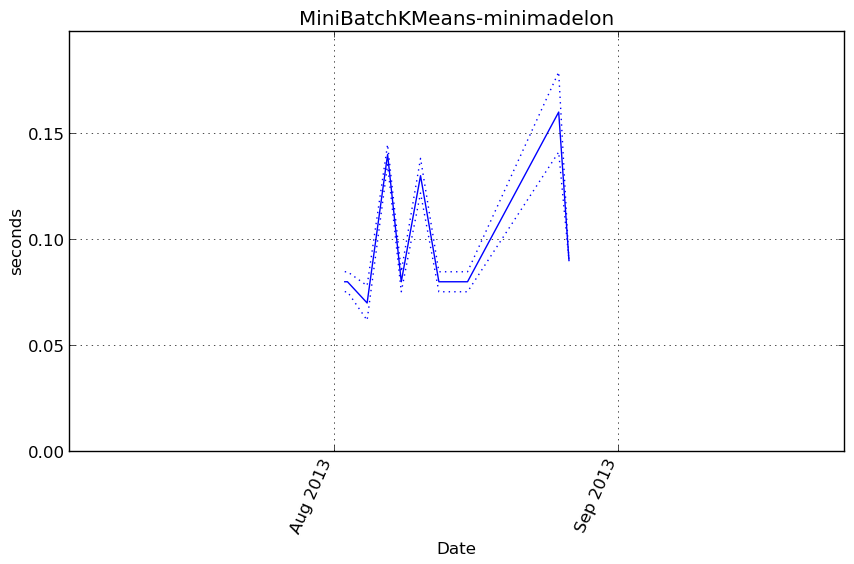 MiniBatchKMeans-minimadelon
seconds
0.15
0.10
0.05
0.00
Aug 2013
Sep 2013
Date